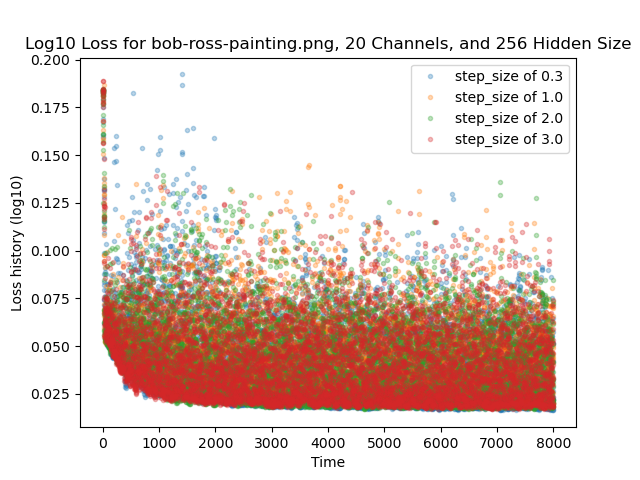 Log10 Loss for bob-ross-painting.png, 20 Channels, and 256 Hidden Size
Loss history (log10)
0.200
0.175
0.150
0.125
0.100
0.075
0.050
0.025
step_size of 0.3
step_size of 1.0
step_size of 2.0
step_size of 3.0
0 1000 2000 3000 4000 5000 6000 7000 8000
Time